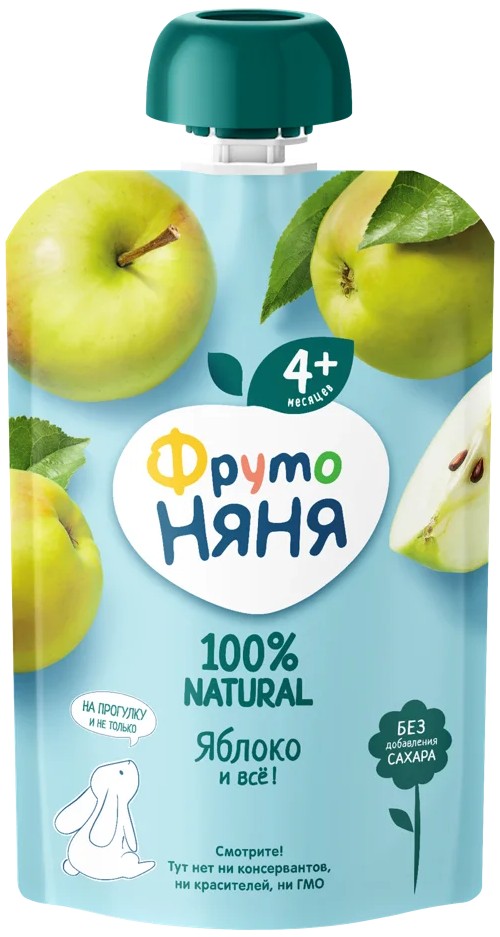 4+
месяцев
Фруто
НЯНЯ
100%
NATURAL
Яблоко
и всё!
НА ПРОГУЛКУ
И НЕ ТОЛЬКО
БЕЗ
добавления
САХАРА
Смотрите!
Тут нет ни консервантов,
ни красителей, ни ГМО